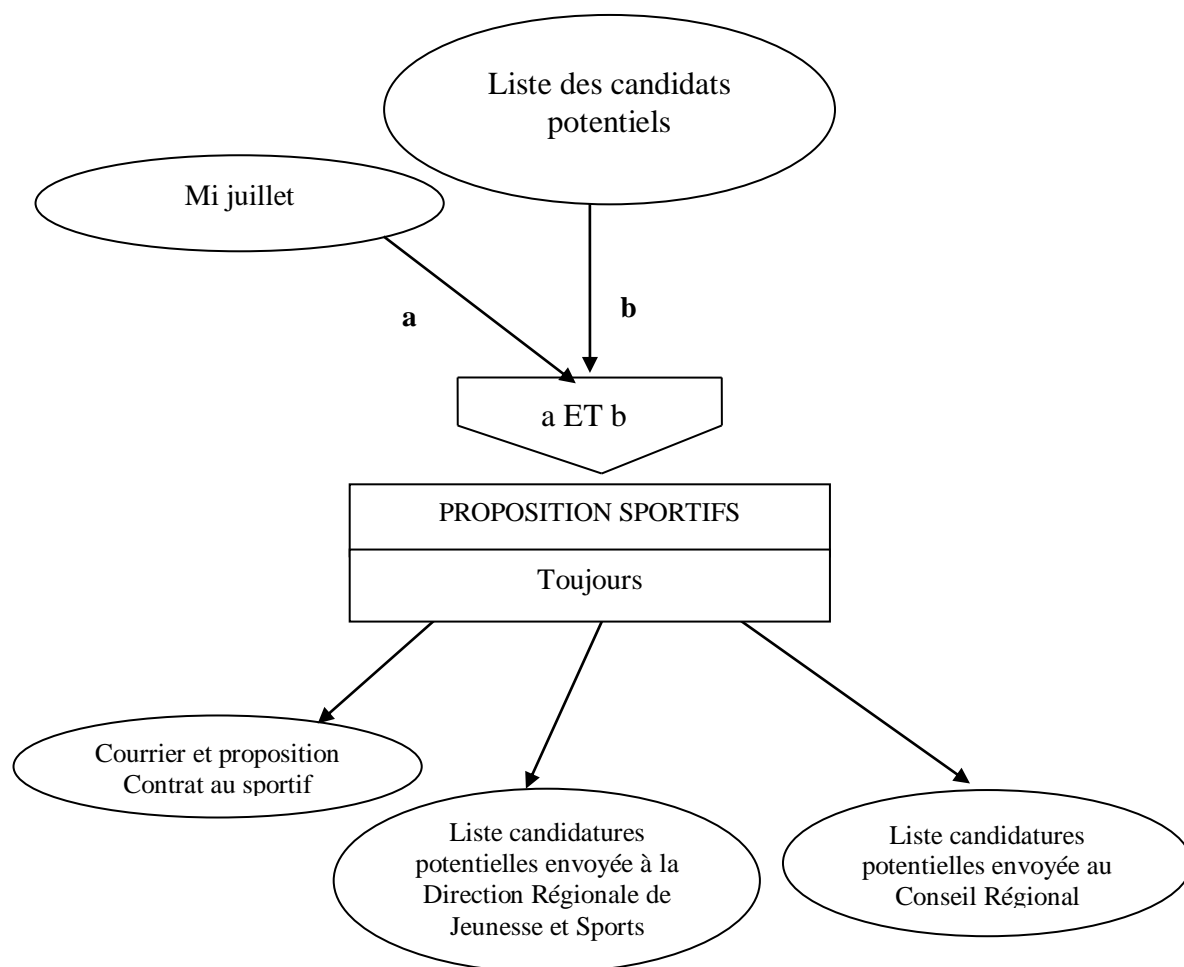 Liste des candidats
potentiels
Mi juillet
a
b
a ET b
PROPOSITION SPORTIFS
Toujours
Courrier et proposition
Contrat au sportif
Liste candidatures
potentielles envoyée à la
Direction Régionale de
Jeunesse et Sports
Liste candidatures
potentielles envoyée au
Conseil Régional